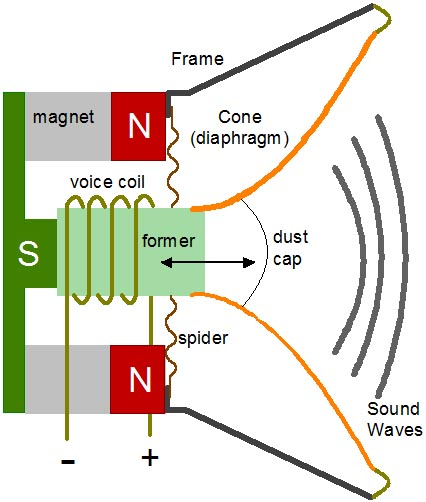 Frame
magnet
N
Cone
(diaphragm)
voice coil
S
former
dust
cap
spider
N
Sound
Waves
- +